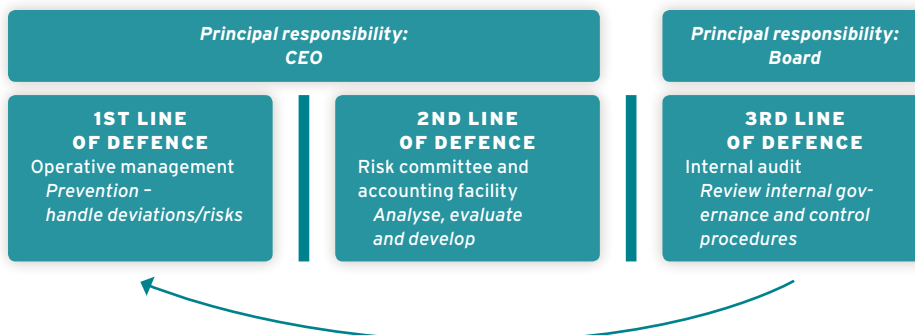 Principal responsibility:
CEO
Principal responsibility:
Board
1ST LINE
OF DEFENCE
Operative management
Prevention –
handle deviations/risks
2ND LINE
OF DEFENCE
Risk committee and
accounting facility
Analyse, evaluate
and develop
3RD LINE
OF DEFENCE
Internal audit
Review internal gov-
ernance and control
procedures